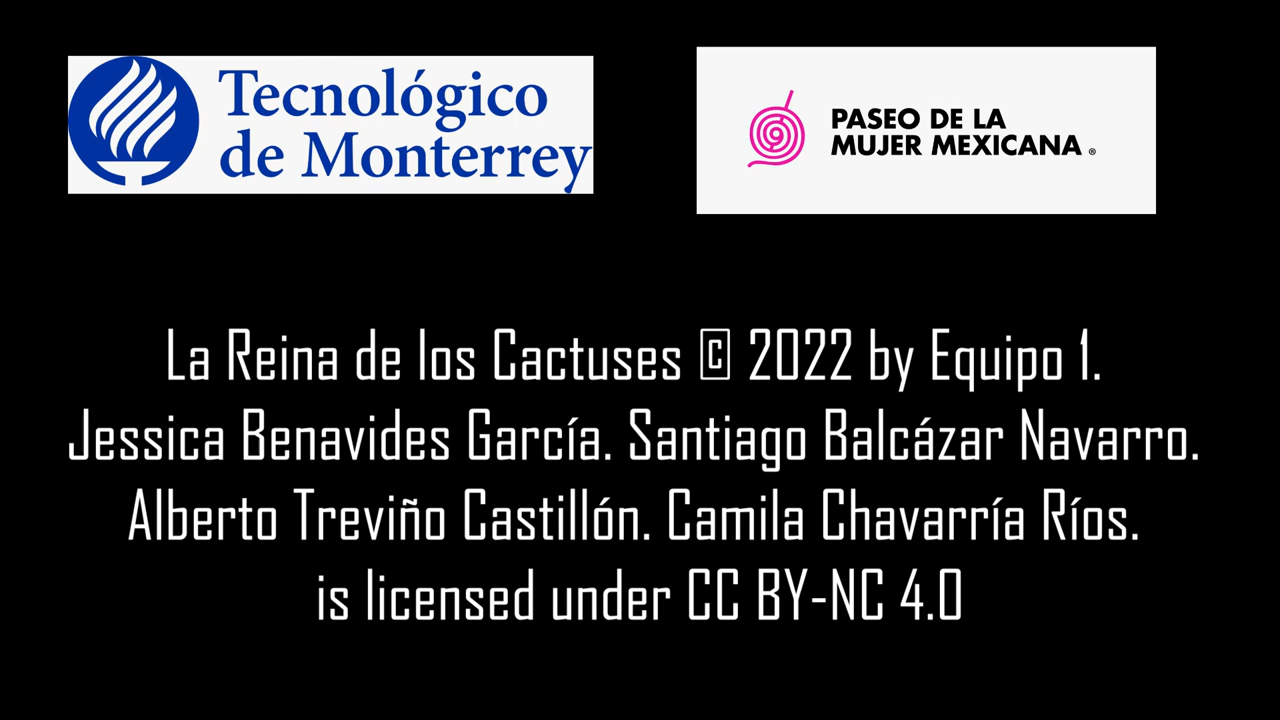 Tecnológico
de Monterrey
PASEO DE LA
MUJER MEXICANA ®
La Reina de los Cactuses © 2022 by Equipo 1.
Jessica Benavides García. Santiago Balcázar Navarro.
Alberto Treviño Castillón. Camila Chavarría Ríos.
is licensed under CC BY-NC 4.0